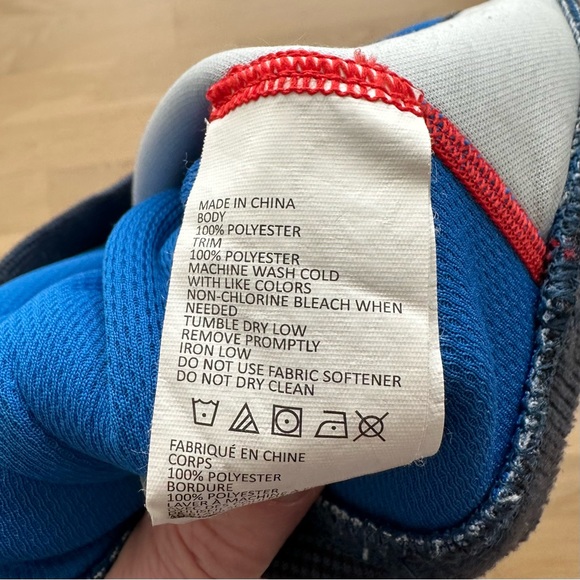 MADE IN CHINA
BODY
100% POLYESTER
TRIM
100% POLYESTER
MACHINE WASH COLD
WITH LIKE COLORS
NON-CHLORINE BLEACH WHEN
NEEDED
TUMBLE DRY LOW
REMOVE PROMPTLY
IRON LOW
DO NOT USE FABRIC SOFTENER
DO NOT DRY CLEAN
FABRIQUÉ EN CHINE
CORPS
100% POLYESTER
BORDURE
100% POLYESTER
LAVER À LA